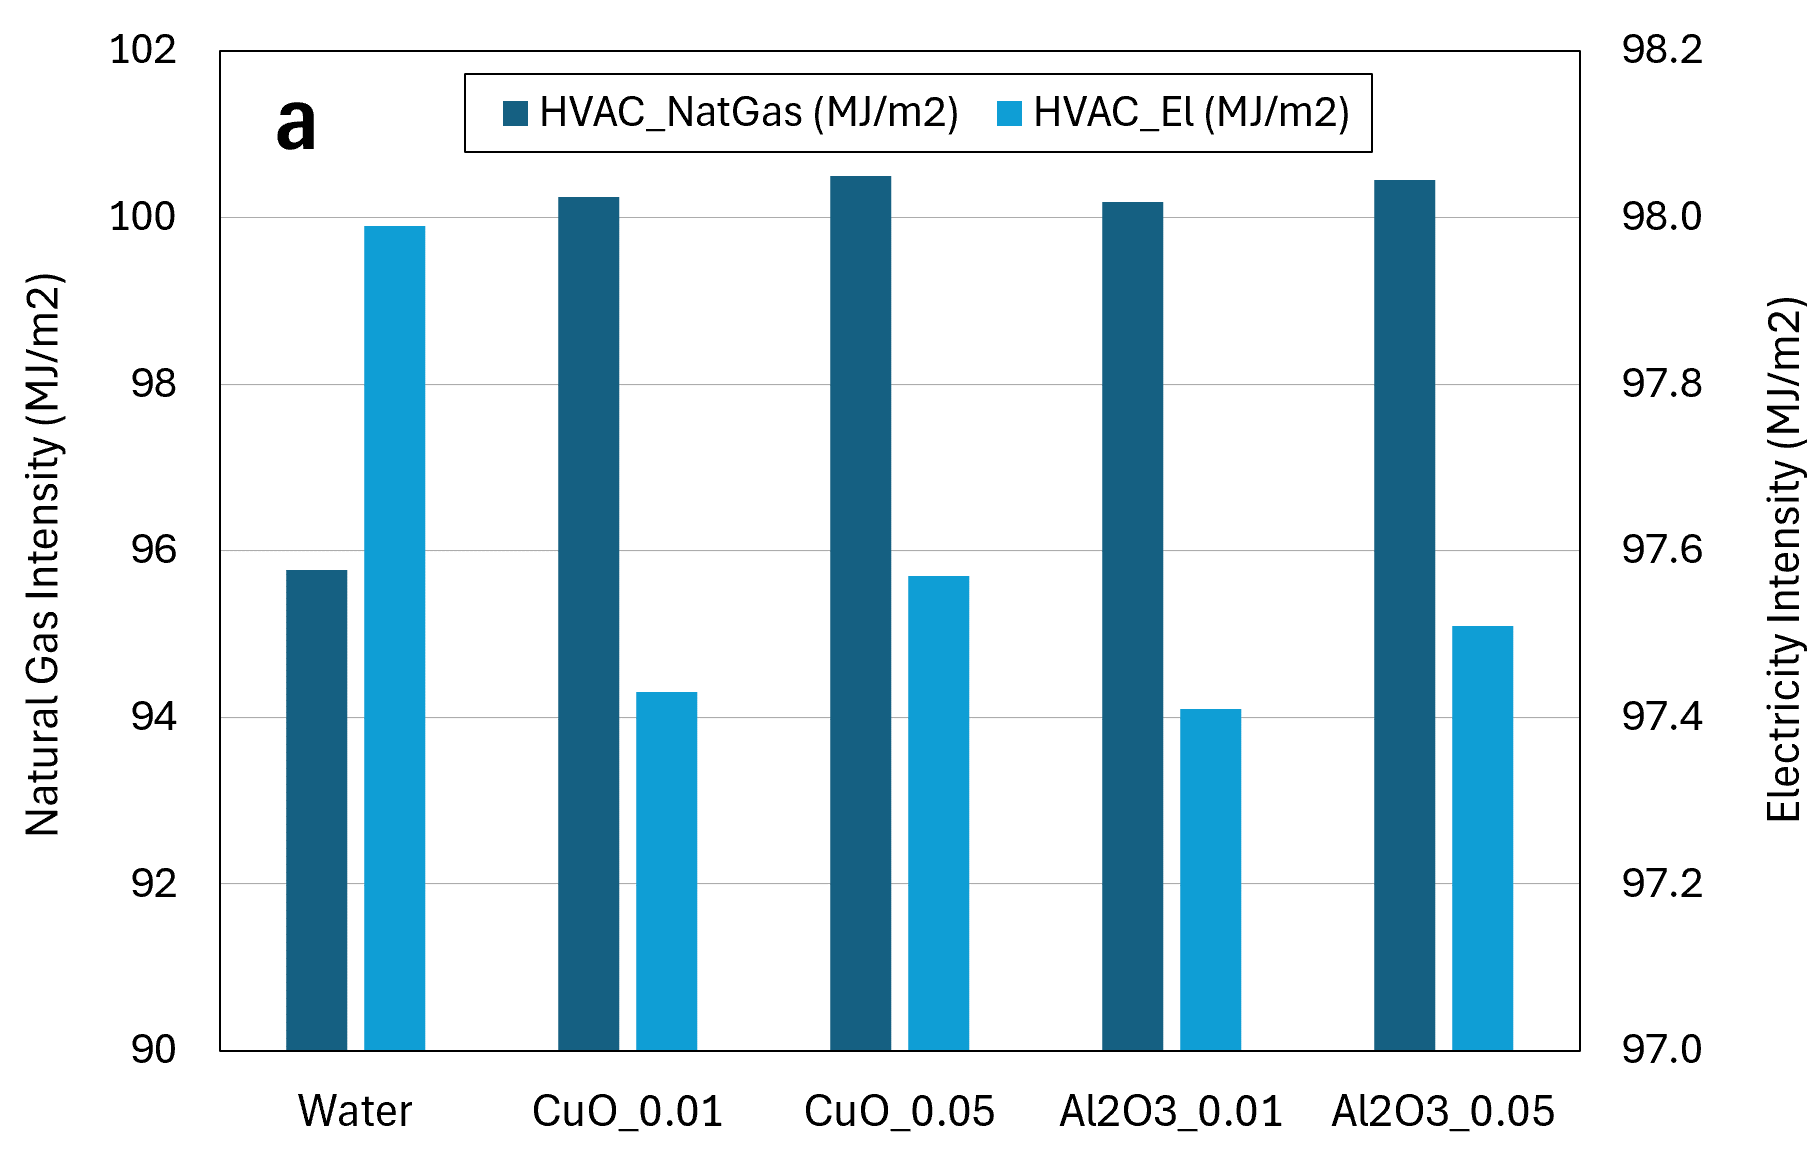 102
98.2
a
HVAC_NatGas (MJ/m2)
HVAC_El (MJ/m2)
100
98.0
98
97.8
96
97.6
94
97.4
92
97.2
90
97.0
Natural Gas Intensity (MJ/m2)
Electricity Intensity (MJ/m2)
Water
CuO_0.01
CuO_0.05
Al2O3_0.01
Al2O3_0.05